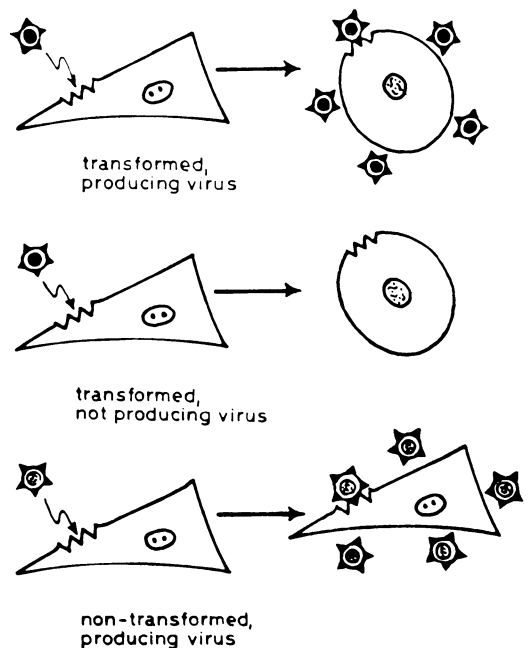 transformed,
producing virus
transformed,
not producing virus
non-transformed,
producing virus